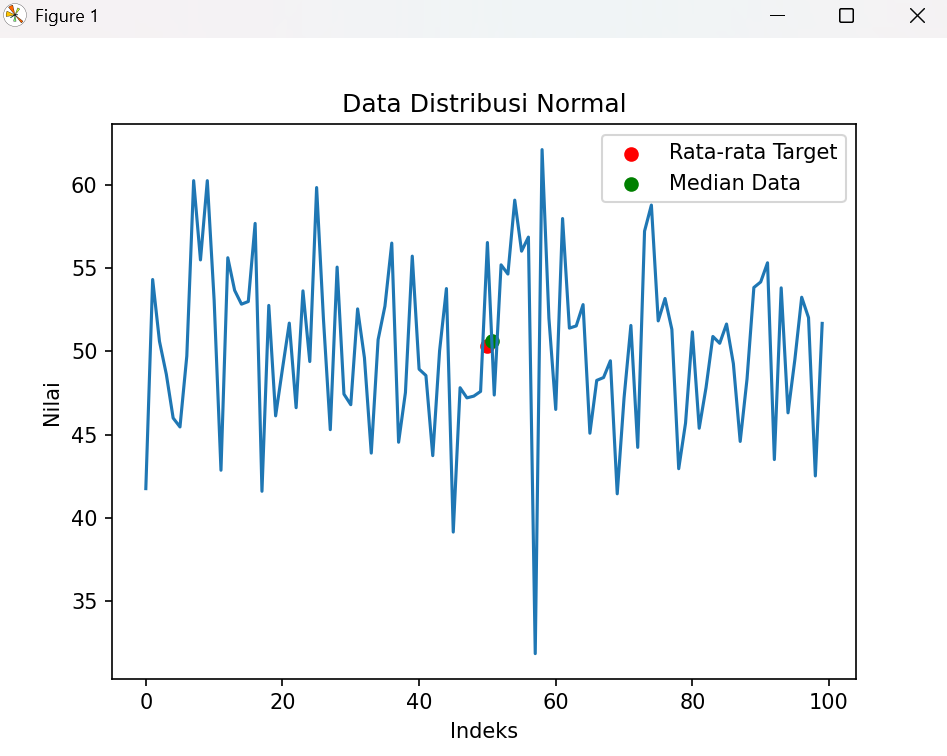 Figure 1
Data Distribusi Normal
Rata-rata Target
Median Data
60
55
50
45
40
35
Nilai
0 20 40 60 80 100
Indeks